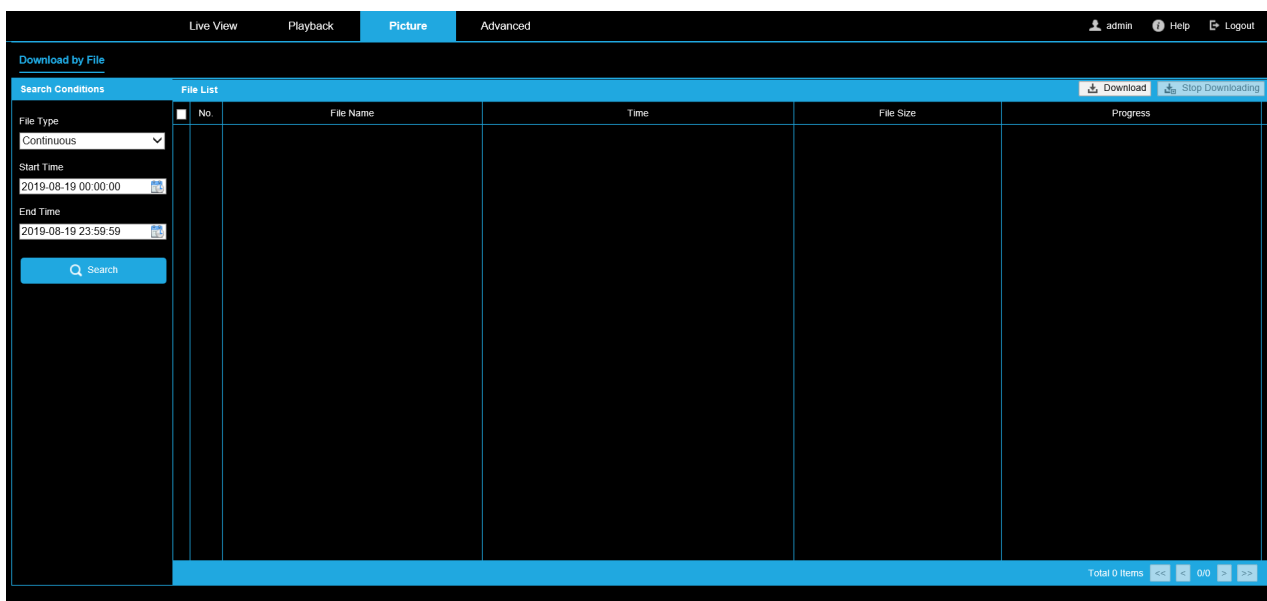 Live View Playback Picture Advanced admin Help Logout
Download by File
Search Conditions
File List Download Stop Downloading
No. File Name Time File Size Progress
File Type
Continuous
Start Time
2019-08-19 00:00:00
End Time
2019-08-19 23:59:59
Search
Total 0 Items << < 0/0 > >>